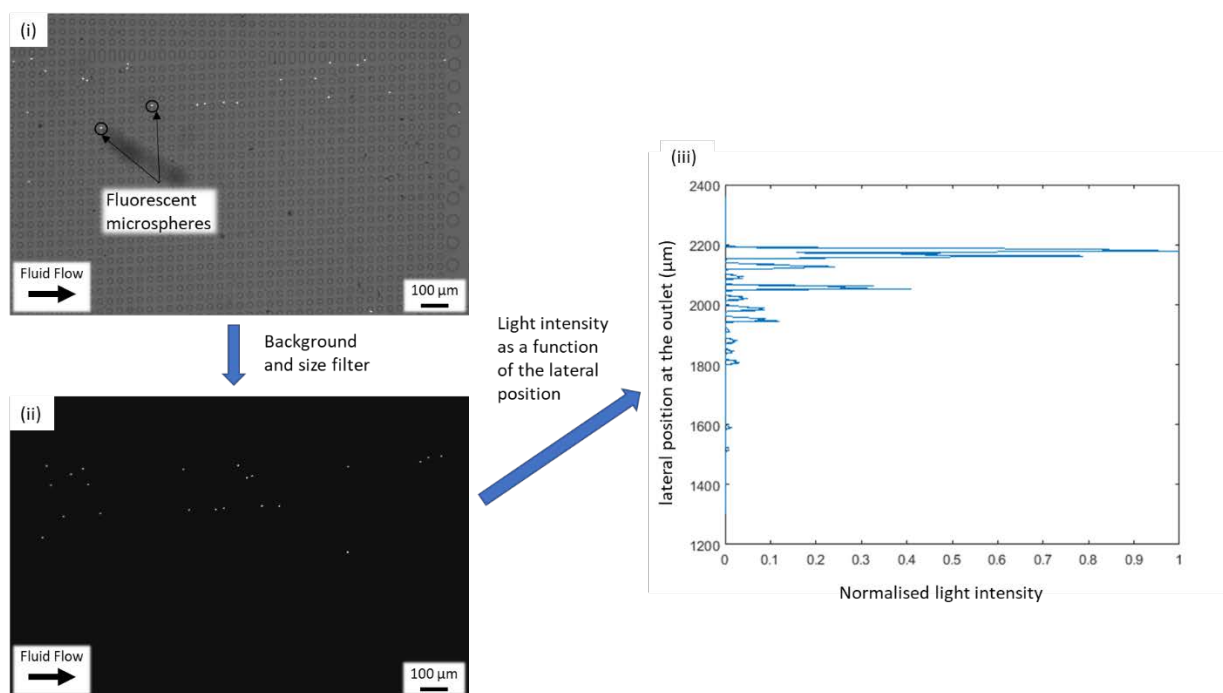 (i)
Fluorescent
microspheres
Fluid Flow
100 µm
Background
and size filter
(ii)
Fluid Flow
100 µm
Light intensity
as a function
of the lateral
position
(iii)
lateral position at the outlet (µm)
2400
2200
2000
1800
1600
1400
1200
0 0.1 0.2 0.3 0.4 0.5 0.6 0.7 0.8 0.9 1
Normalised light intensity